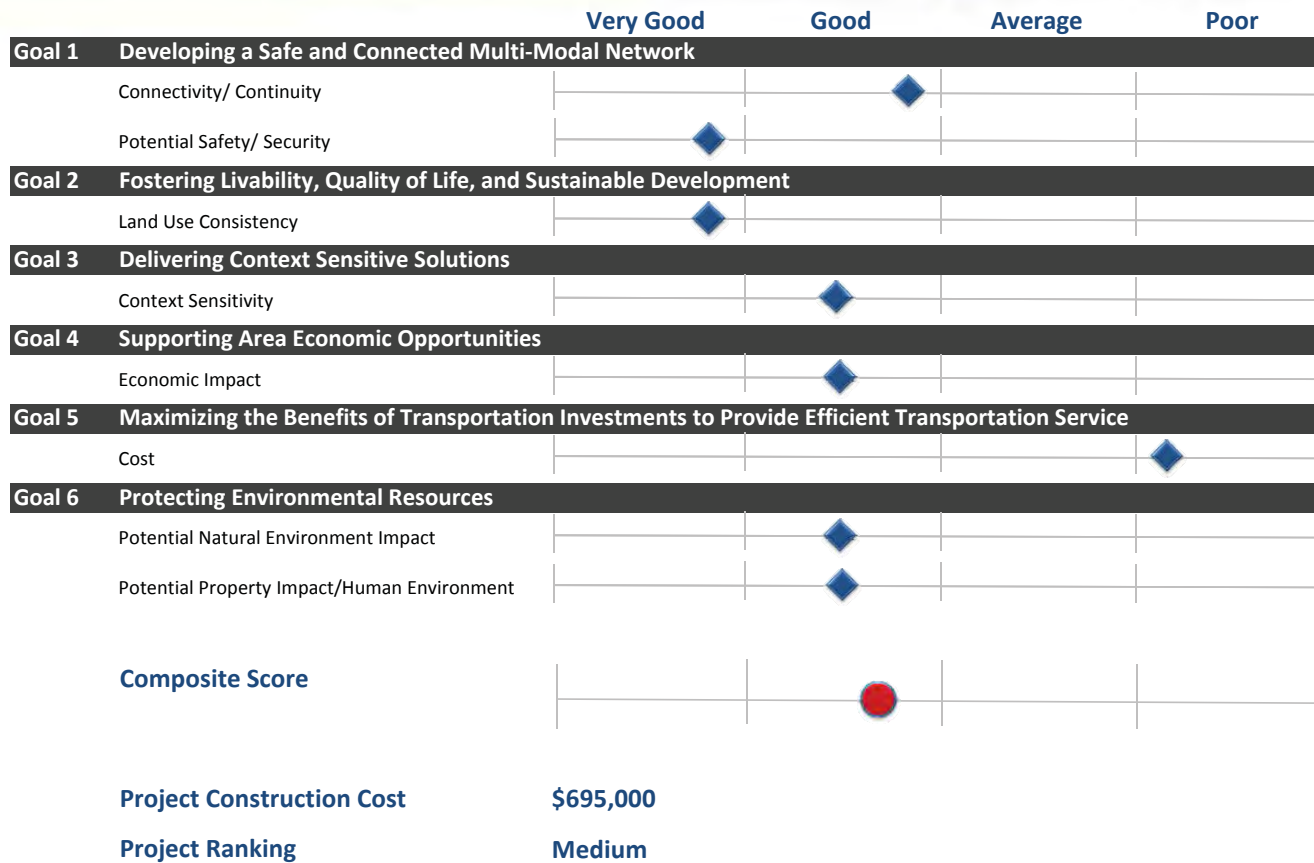 Very Good Good Average Poor
Goal 1 Developing a Safe and Connected Multi-Modal Network
Connectivity/ Continuity
Potential Safety/ Security
Goal 2 Fostering Livability, Quality of Life, and Sustainable Development
Land Use Consistency
Goal 3 Delivering Context Sensitive Solutions
Context Sensitivity
Goal 4 Supporting Area Economic Opportunities
Economic Impact
Goal 5 Maximizing the Benefits of Transportation Investments to Provide Efficient Transportation Service
Cost
Goal 6 Protecting Environmental Resources
Potential Natural Environment Impact
Potential Property Impact/Human Environment
Composite Score
Project Construction Cost $695,000
Project Ranking Medium